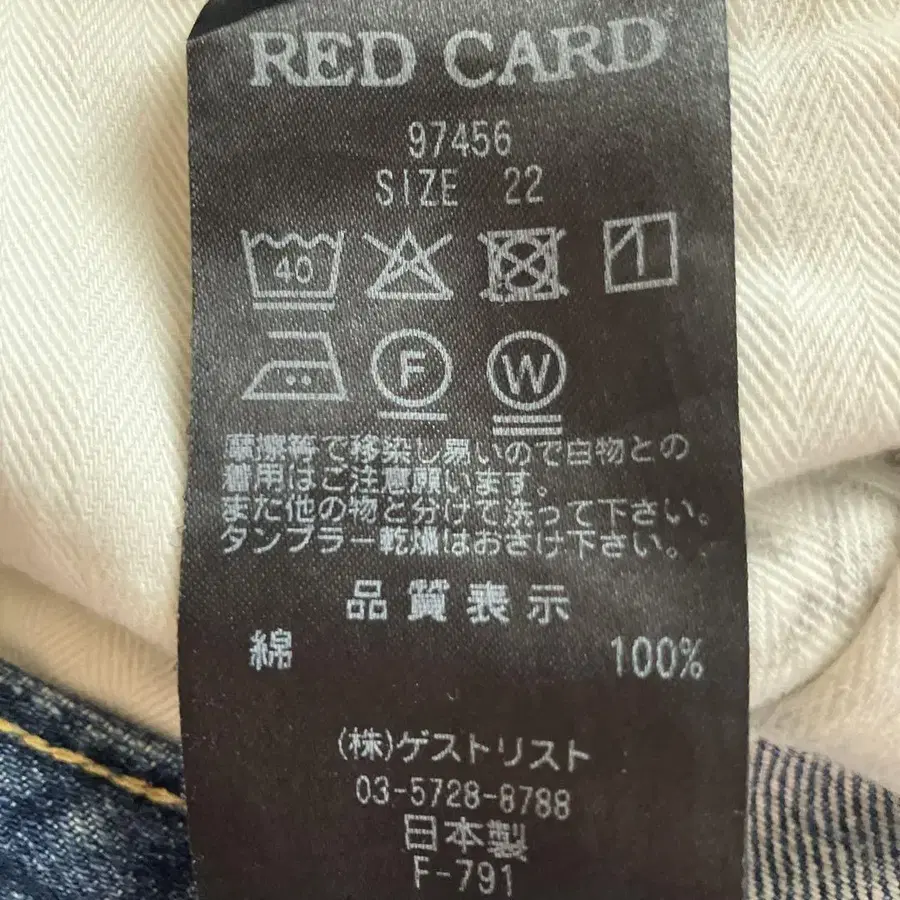 RED CARD
97456
SIZE 22
40
F W
摩擦等で移染し易いので白物との
着用はご注意願います。
また他の物と分けて洗って下さい。
タンブラー乾燥はおさけ下さい。
品質表示
綿 100%
(株)ゲストリスト
03-5728-8788
日本製
F-791